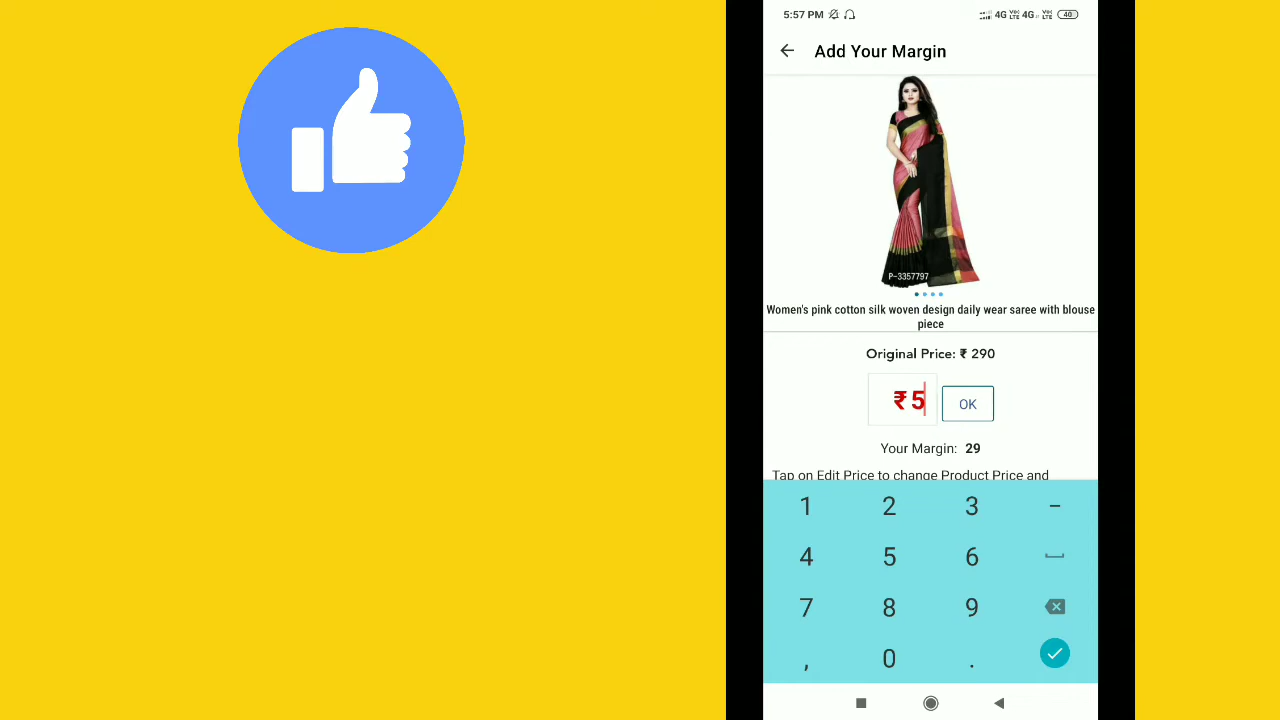 5:57 PM 4G VoLTE 4G VoLTE 40
Add Your Margin
P-3357797
Women's pink cotton silk woven design daily wear saree with blouse
piece
Original Price: ₹ 290
₹ 5 OK
Your Margin: 29
Tap on Edit Price to change Product Price and
1 2 3 -
4 5 6
7 8 9
, 0 .